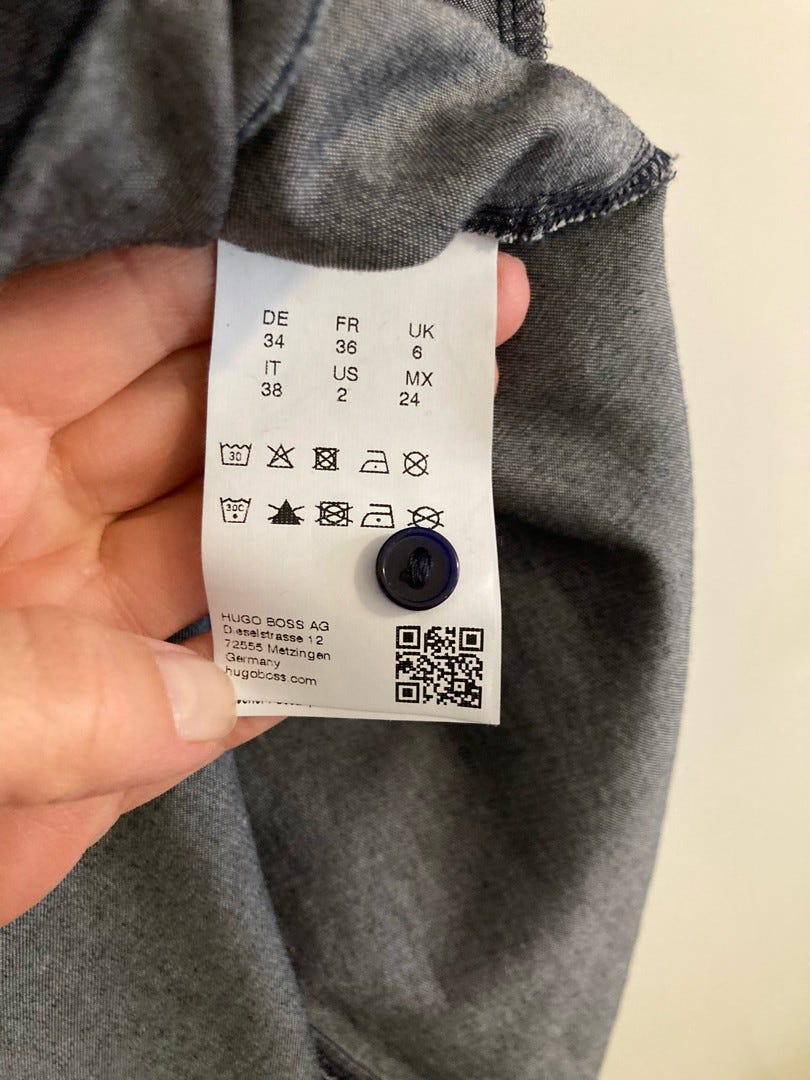 DE FR UK
34 36 6
IT US MX
38 2 24
30
30C
HUGO BOSS AG
Dieselstrasse 12
72555 Metzingen
Germany
hugoboss.com